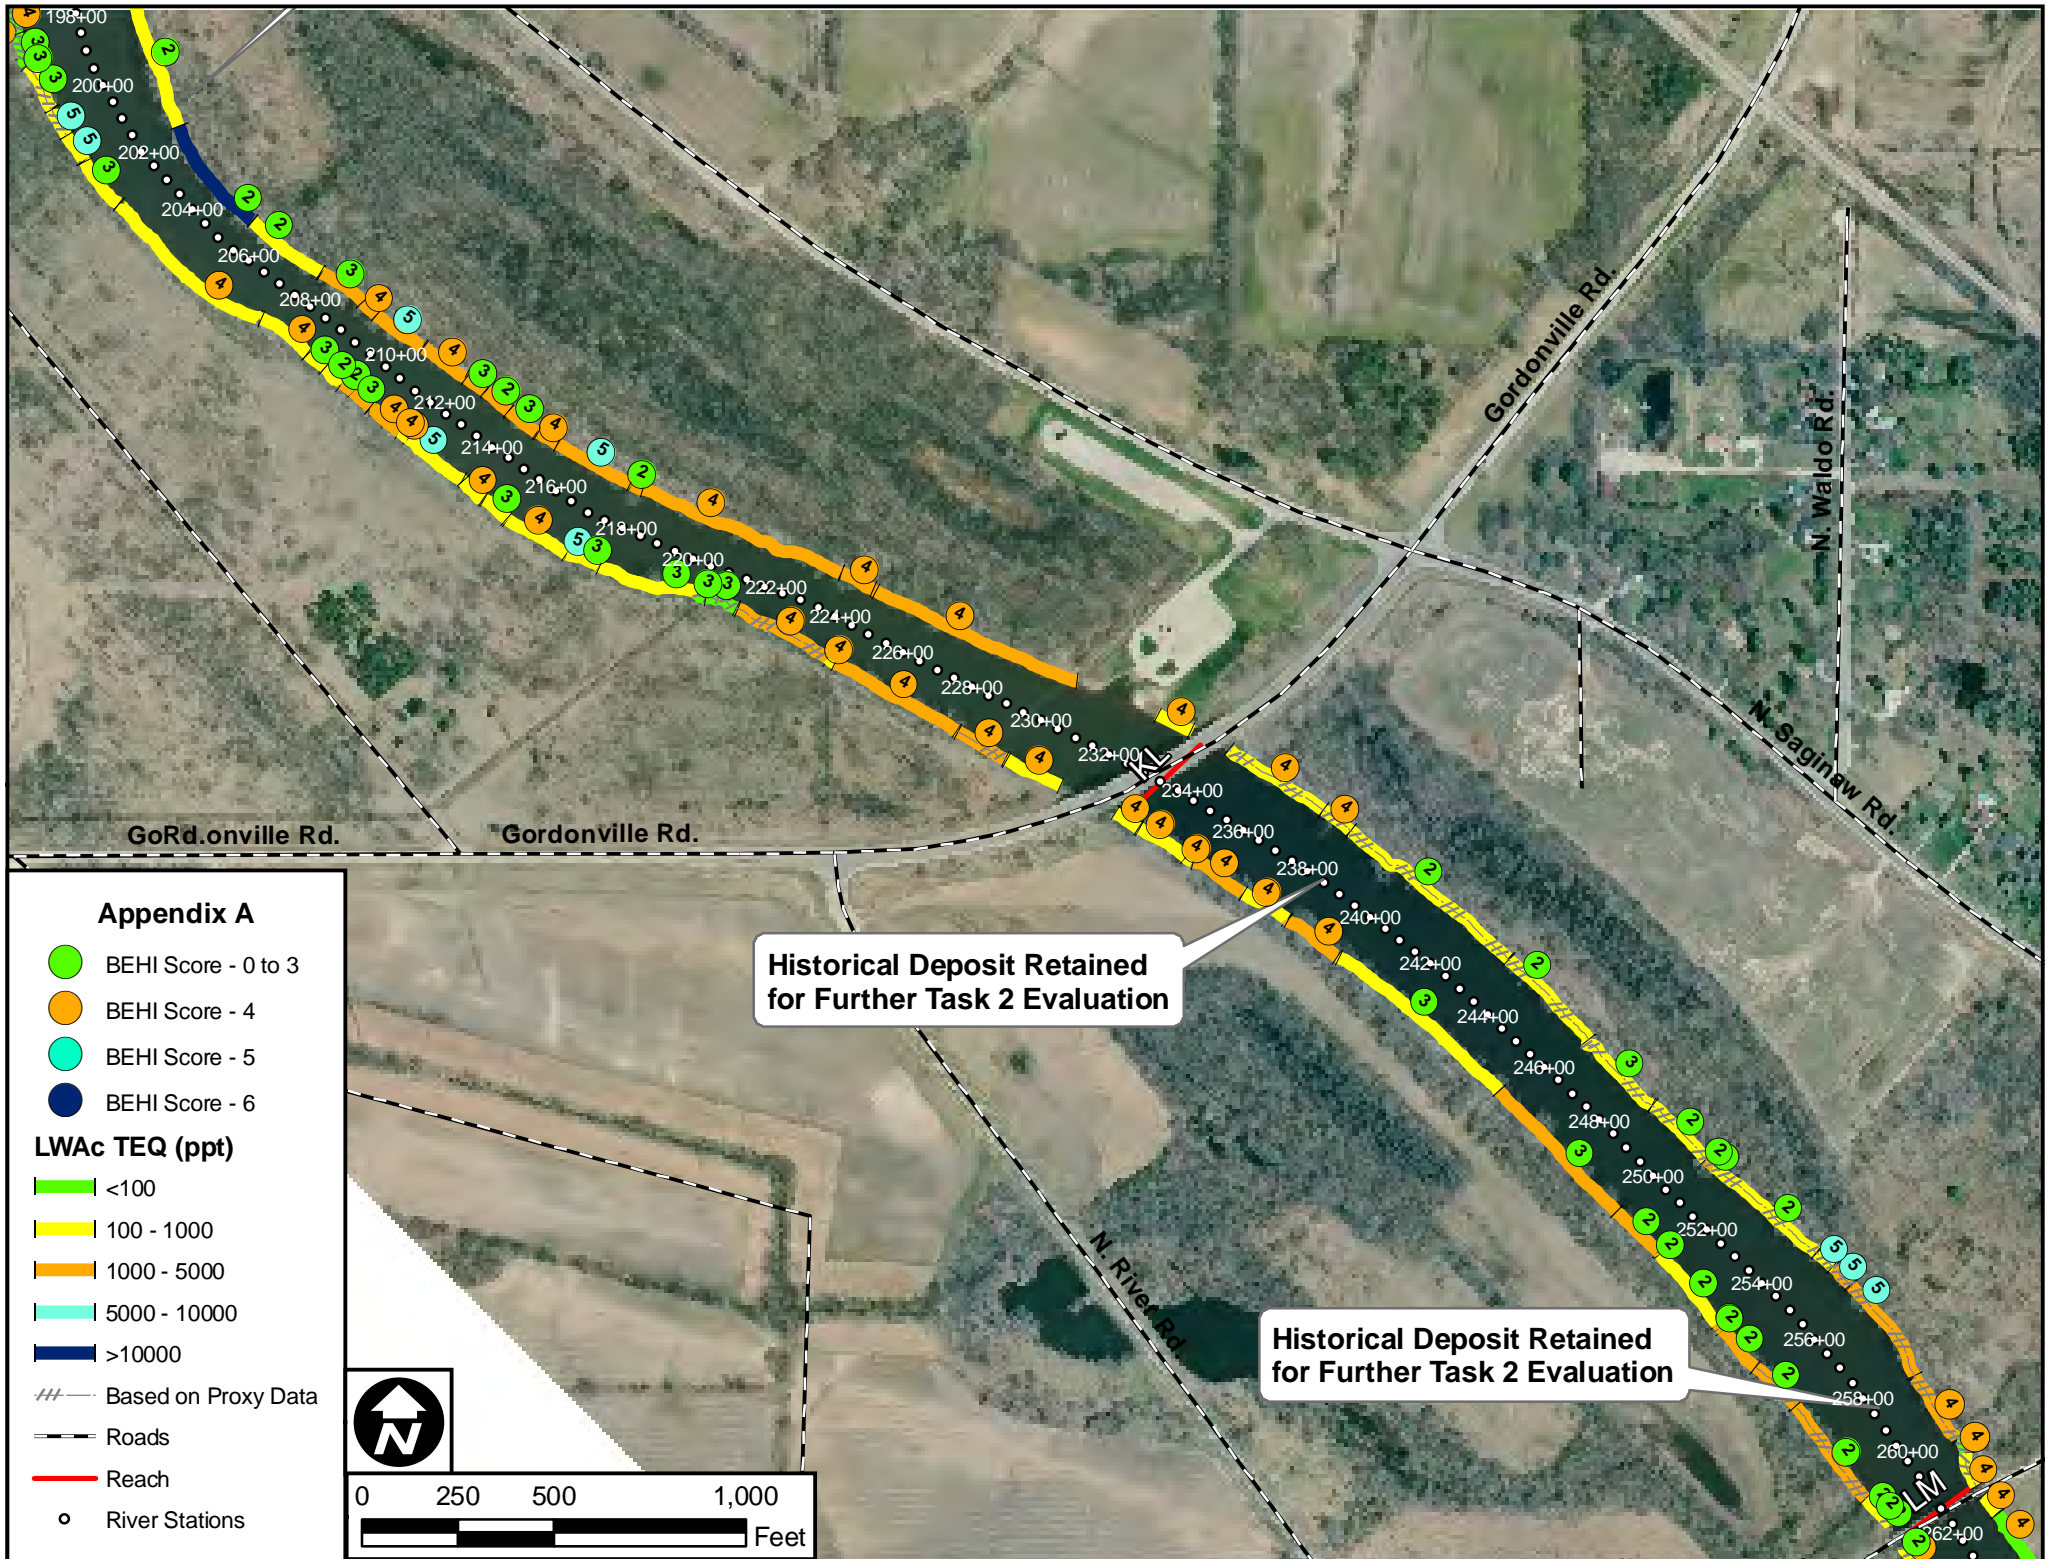 198+00
200+00
202+00
204+00
206+00
208+00
210+00
212+00
214+00
216+00
218+00
220+00
222+00
224+00
226+00
228+00
230+00
232+00
KL
234+00
236+00
238+00
240+00
242+00
244+00
246+00
248+00
250+00
252+00
254+00
256+00
258+00
260+00
LM
262+00
Gordonville Rd.
N. Waldo Rd.
N. Saginaw Rd.
GoRd.onville Rd.
Gordonville Rd.
N. River Rd.
Historical Deposit Retained
for Further Task 2 Evaluation
Historical Deposit Retained
for Further Task 2 Evaluation
Appendix A
BEHI Score - 0 to 3
BEHI Score - 4
BEHI Score - 5
BEHI Score - 6
LWAc TEQ (ppt)
<100
100 - 1000
1000 - 5000
5000 - 10000
>10000
Based on Proxy Data
Roads
Reach
River Stations
N
0 250 500 1,000
Feet